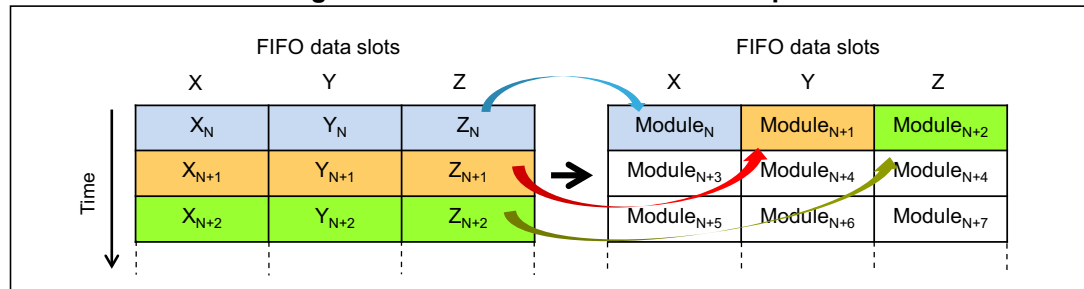 FIFO data slots FIFO data slots
X Y Z X Y Z
X_N Y_N Z_N Module_N Module_N+1 Module_N+2
X_N+1 Y_N+1 Z_N+1 Module_N+3 Module_N+4 Module_N+4
X_N+2 Y_N+2 Z_N+2 Module_N+5 Module_N+6 Module_N+7
Time